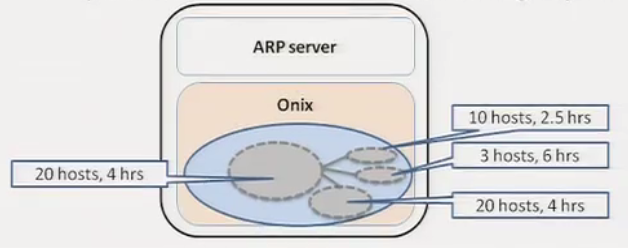 ARP server
Onix
10 hosts, 2.5 hrs
3 hosts, 6 hrs
20 hosts, 4 hrs
20 hosts, 4 hrs